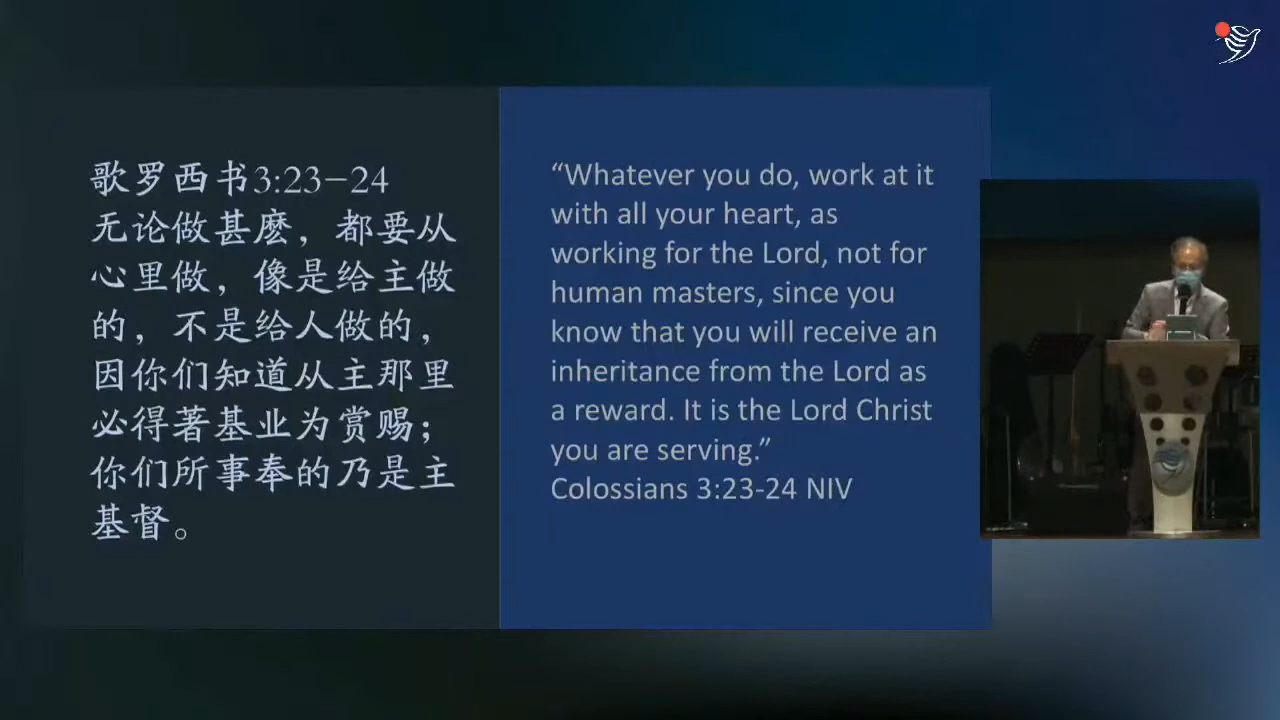 歌罗西书3:23-24
无论做甚麽，都要从
心里做，像是给主做
的，不是给人做的，
因你们知道从主那里
必得著基业为赏赐；
你们所事奉的乃是主
基督。
“Whatever you do, work at it
with all your heart, as
working for the Lord, not for
human masters, since you
know that you will receive an
inheritance from the Lord as
a reward. It is the Lord Christ
you are serving.”
Colossians 3:23-24 NIV